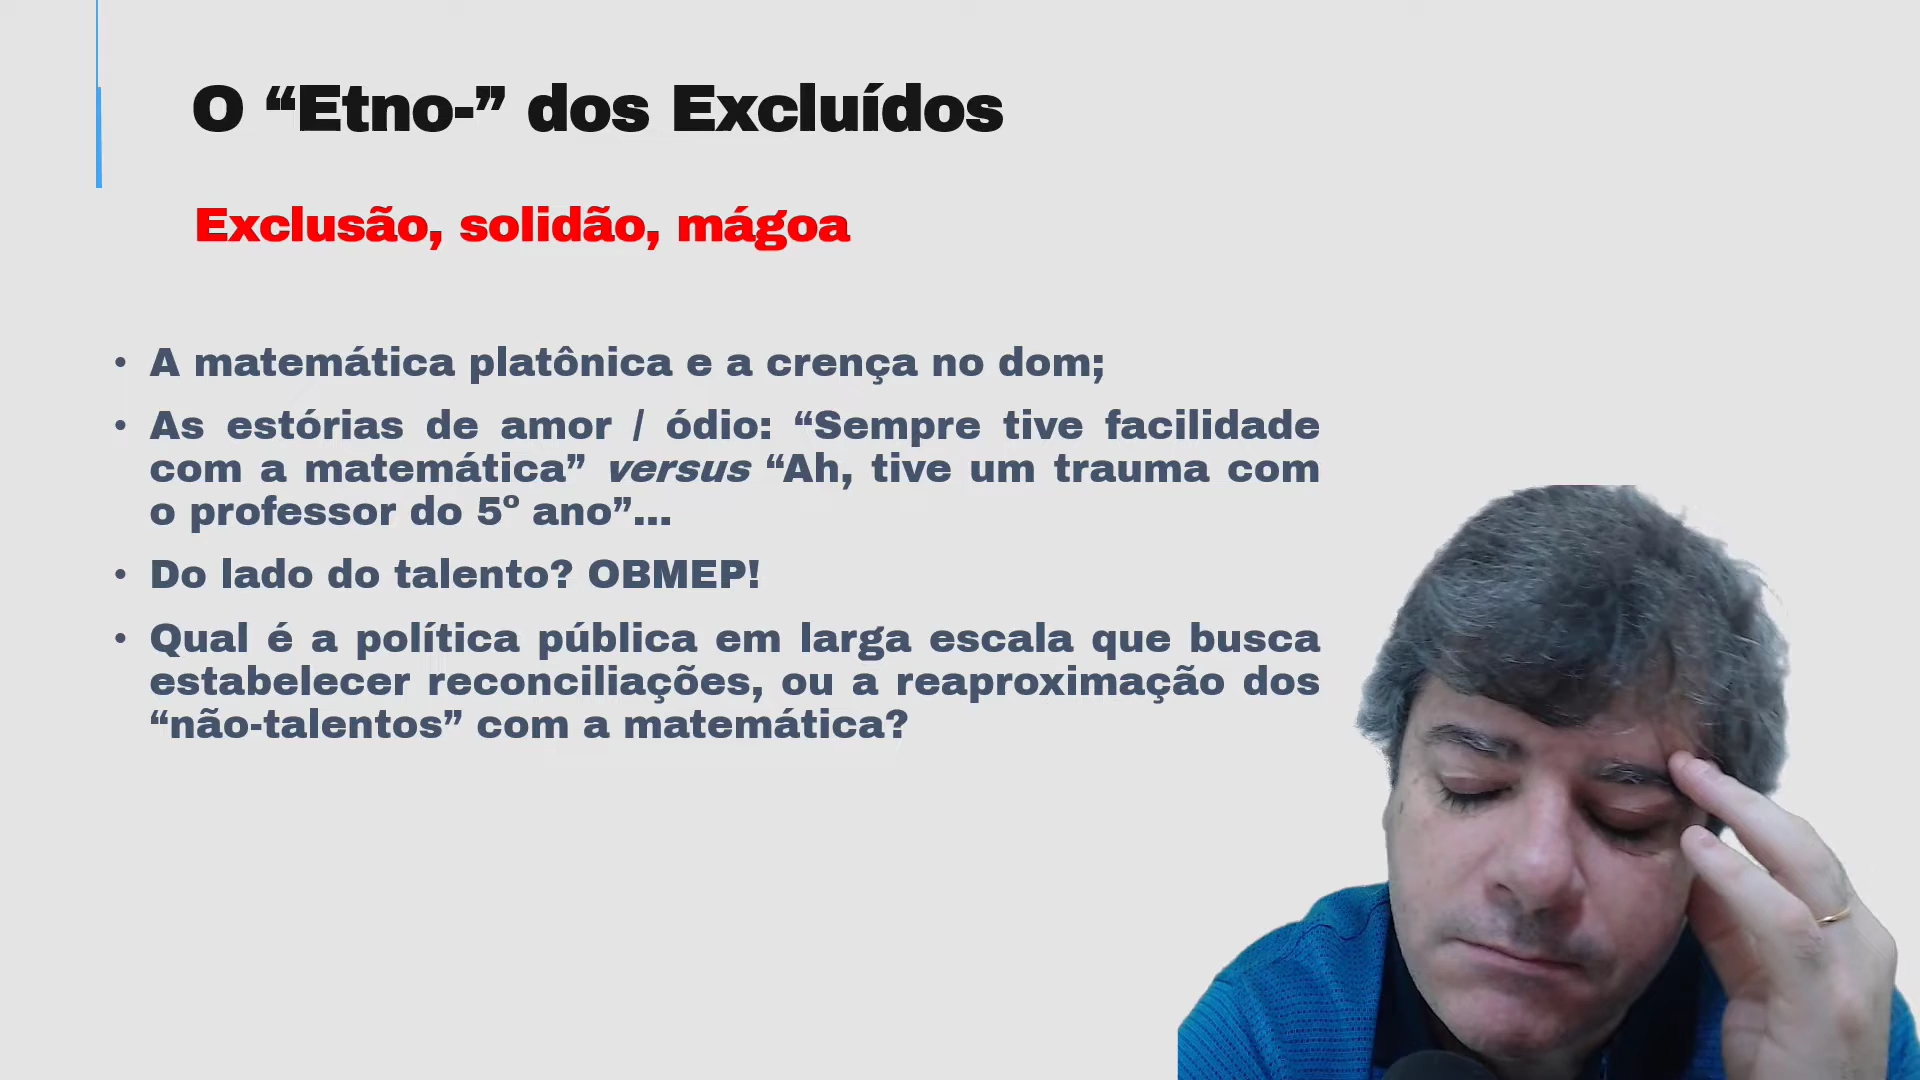 O “Etno-” dos Excluídos
Exclusão, solidão, mágoa
• A matemática platônica e a crença no dom;
• As estórias de amor / ódio: “Sempre tive facilidade
com a matemática” versus “Ah, tive um trauma com
o professor do 5º ano”...
• Do lado do talento? OBMEP!
• Qual é a política pública em larga escala que busca
estabelecer reconciliações, ou a reaproximação dos
“não-talentos” com a matemática?